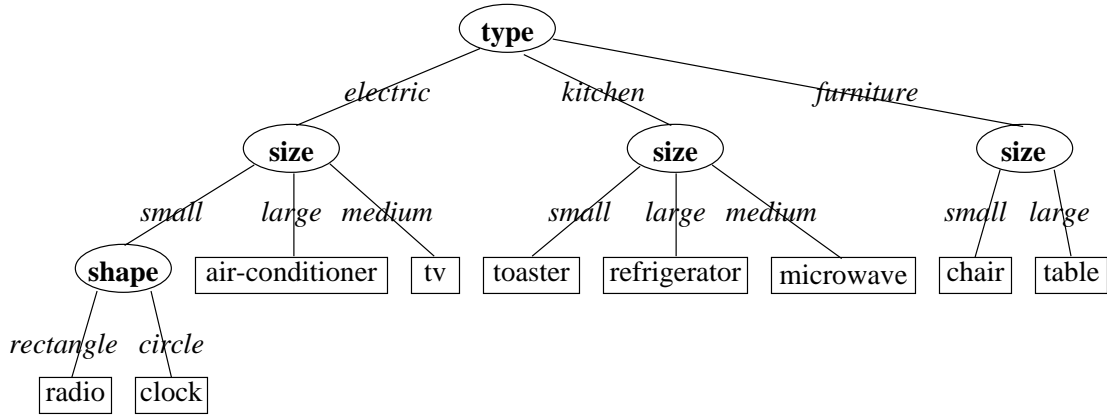 type
electric kitchen furniture
size size size
small large medium small large medium small large
shape air-conditioner tv toaster refrigerator microwave chair table
rectangle circle
radio clock